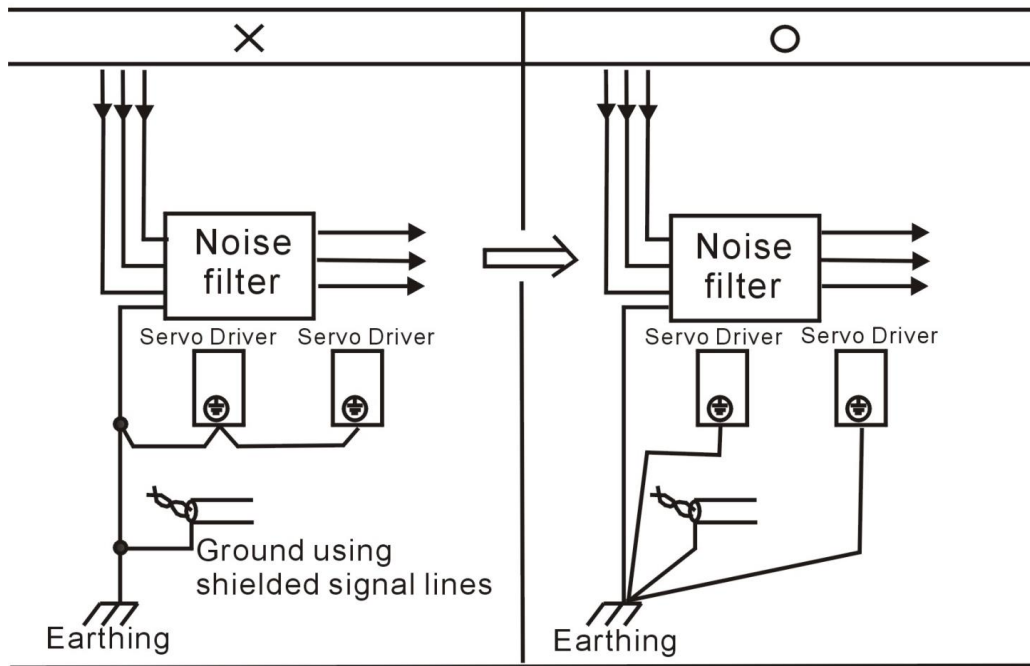 Noise
filter
Servo Driver Servo Driver
Ground using
shielded signal lines
Earthing
Noise
filter
Servo Driver Servo Driver
Earthing